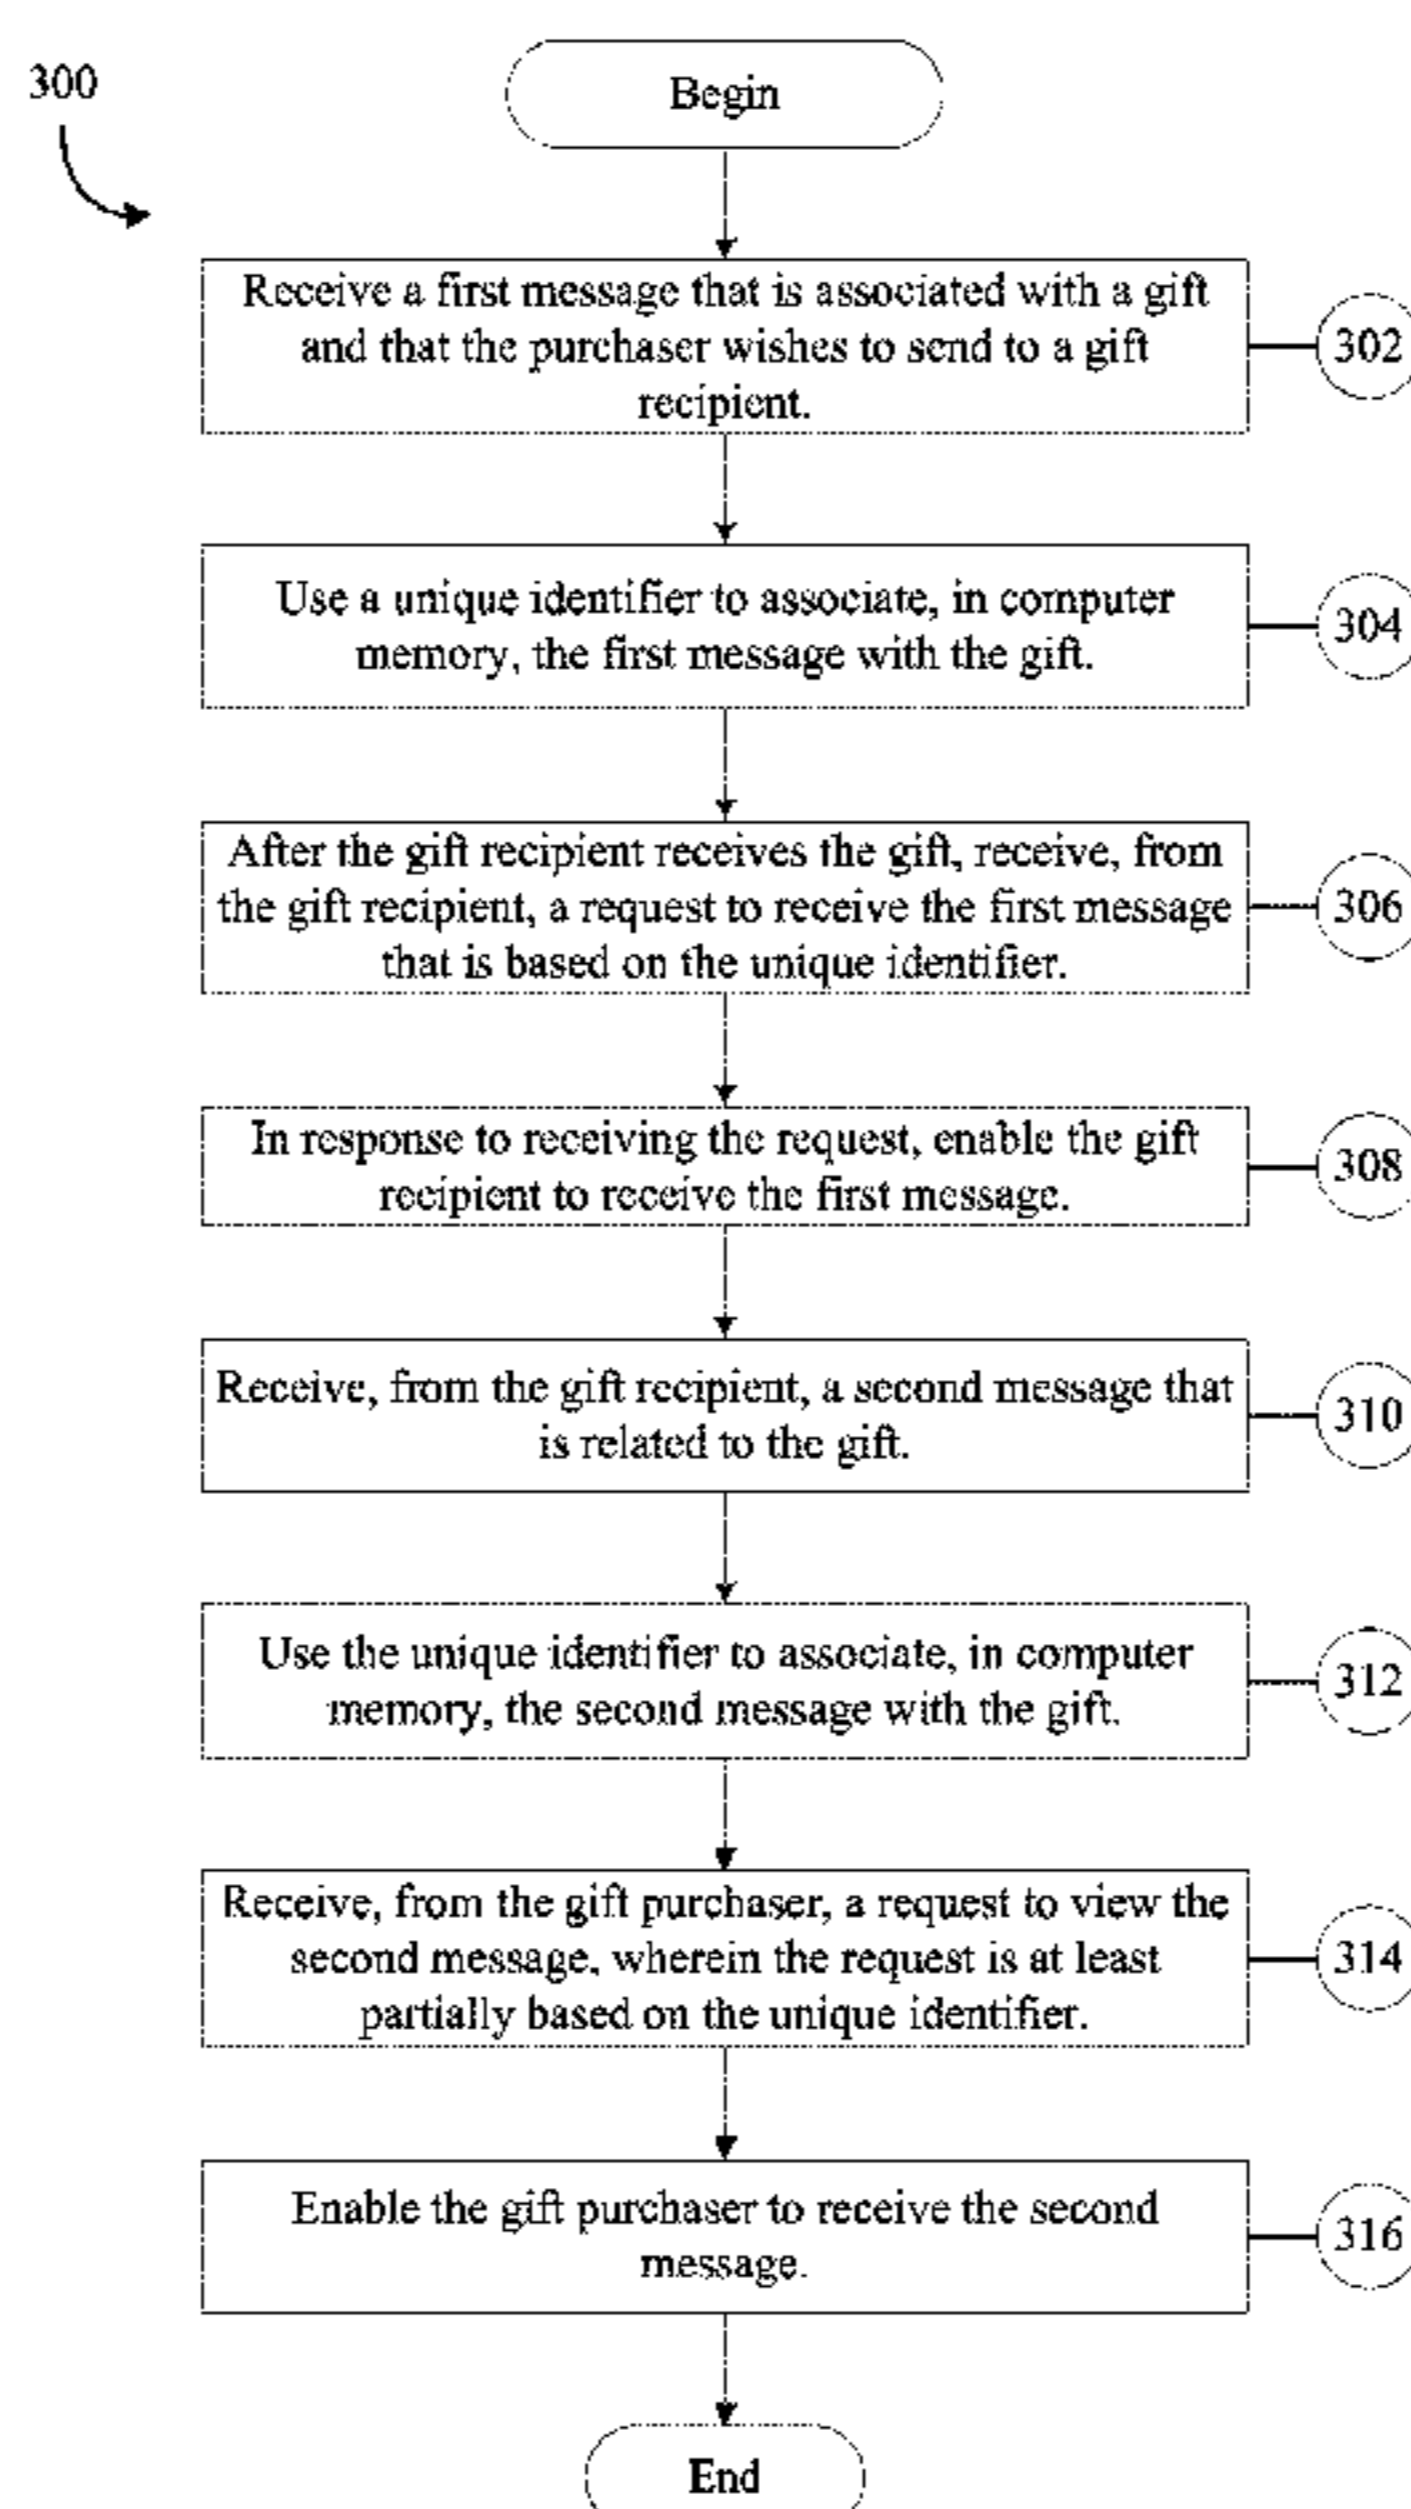 300
Begin
Receive a first message that is associated with a gift
and that the purchaser wishes to send to a gift
recipient.
302
Use a unique identifier to associate, in computer
memory, the first message with the gift.
304
After the gift recipient receives the gift, receive, from
the gift recipient, a request to receive the first message
that is based on the unique identifier.
306
In response to receiving the request, enable the gift
recipient to receive the first message.
308
Receive, from the gift recipient, a second message that
is related to the gift.
310
Use the unique identifier to associate, in computer
memory, the second message with the gift.
312
Receive, from the gift purchaser, a request to view the
second message, wherein the request is at least
partially based on the unique identifier.
314
Enable the gift purchaser to receive the second
message.
316
End